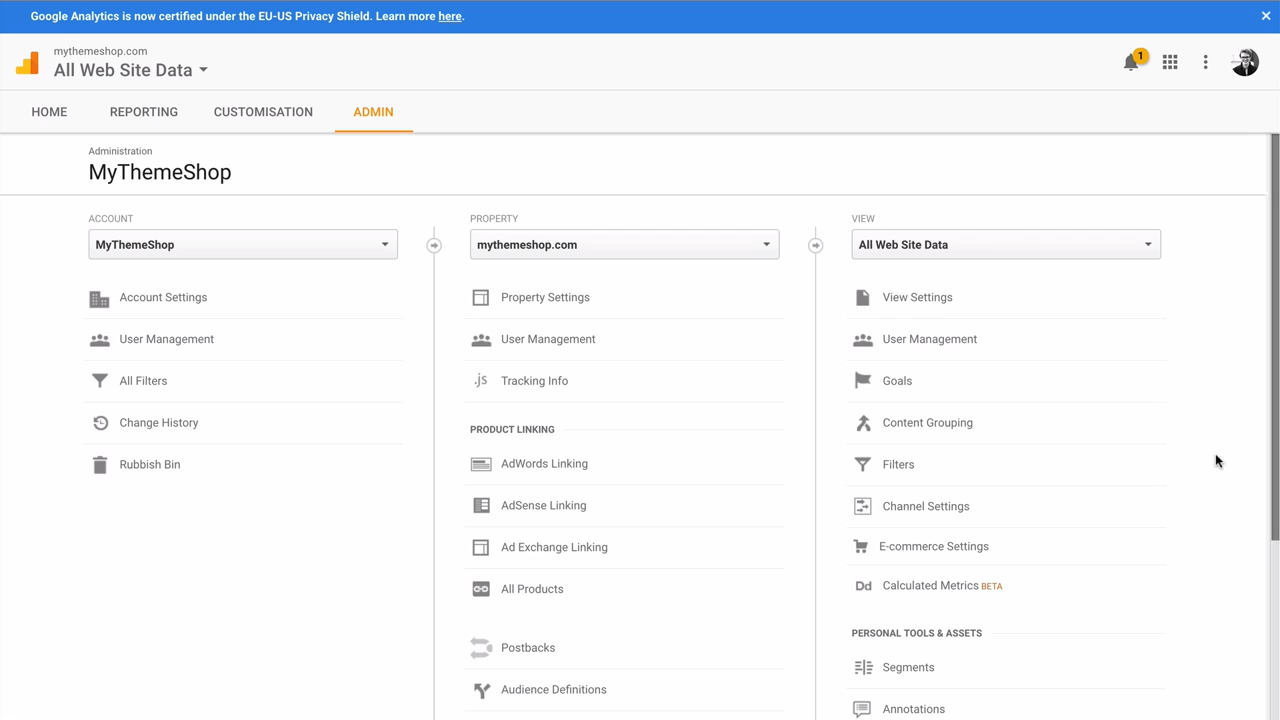 Google Analytics is now certified under the EU-US Privacy Shield. Learn more here.
mythemeshop.com
All Web Site Data
1
HOME
REPORTING
CUSTOMISATION
ADMIN
Administration
MyThemeShop
ACCOUNT
MyThemeShop
Account Settings
User Management
All Filters
Change History
Rubbish Bin
PROPERTY
mythemeshop.com
Property Settings
User Management
.js Tracking Info
PRODUCT LINKING
AdWords Linking
AdSense Linking
Ad Exchange Linking
All Products
Postbacks
Audience Definitions
VIEW
All Web Site Data
View Settings
User Management
Goals
Content Grouping
Filters
Channel Settings
E-commerce Settings
Dd Calculated Metrics BETA
PERSONAL TOOLS & ASSETS
Segments
Annotations